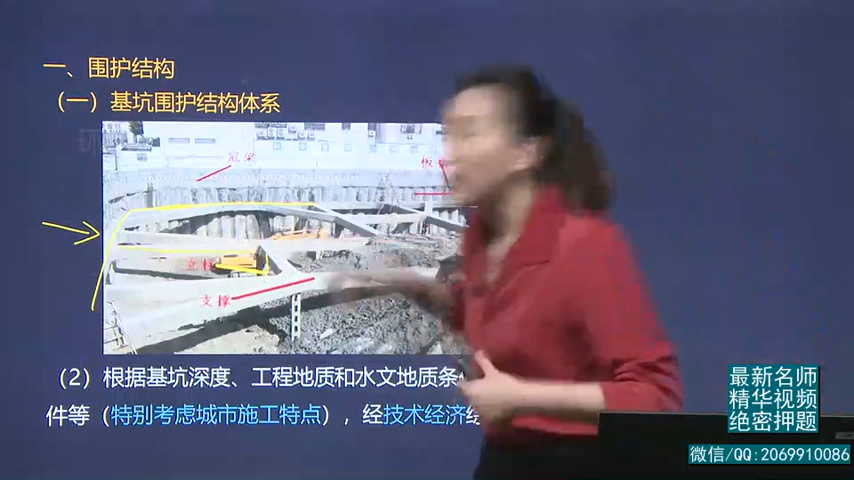 一、围护结构
（一）基坑围护结构体系
冠梁
板
立柱
支撑
（2）根据基坑深度、工程地质和水文地质条
件等（特别考虑城市施工特点），经技术经济
最新名师
精华视频
绝密押题
微信/QQ:2069910086